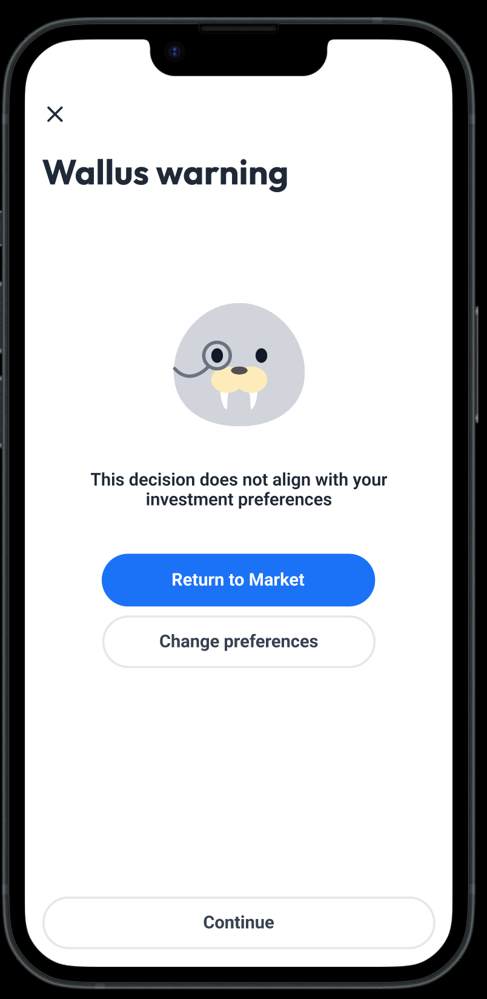 Wallus warning
This decision does not align with your
investment preferences
Return to Market
Change preferences
Continue